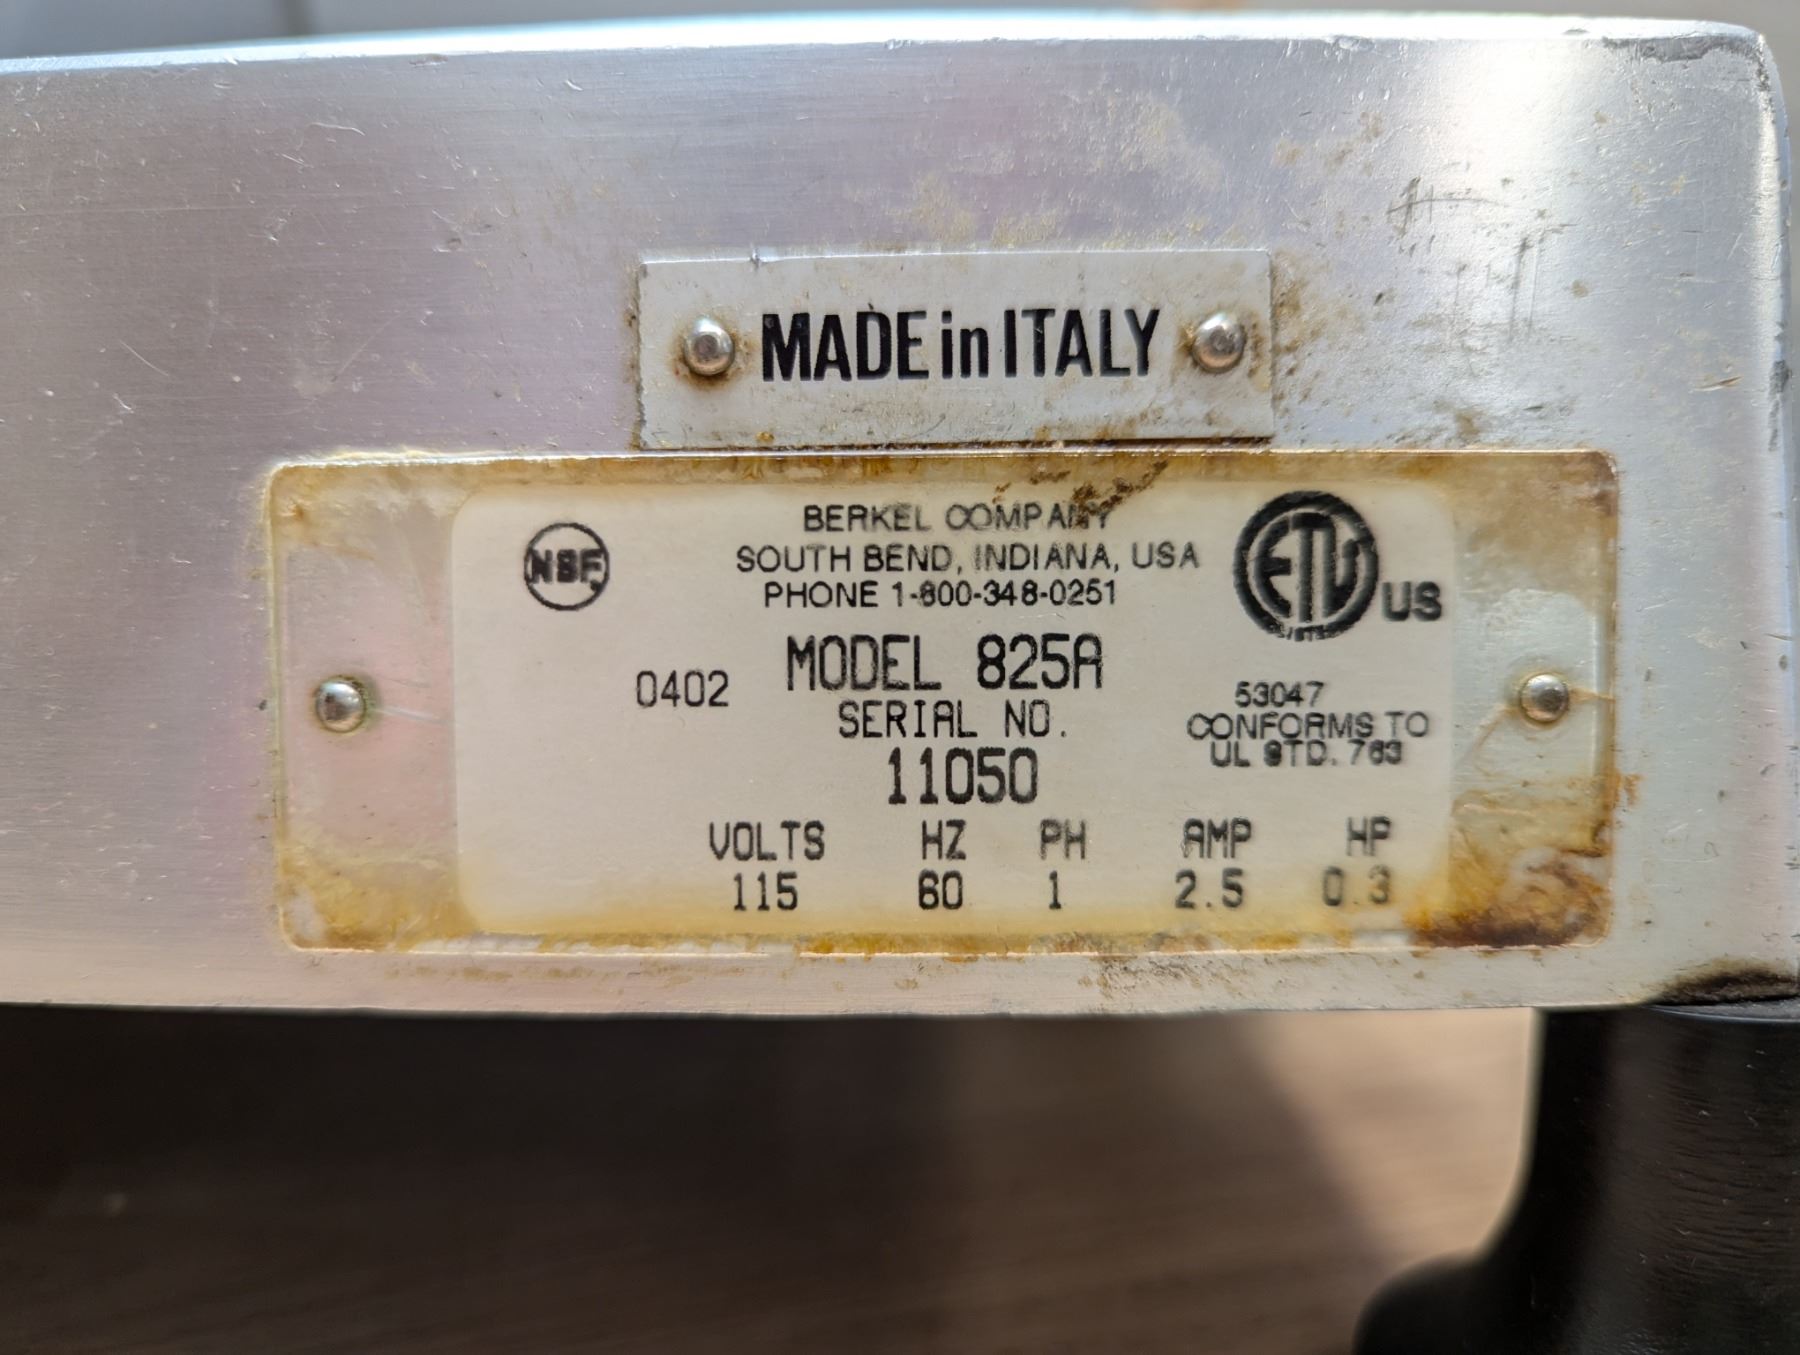 MADE in ITALY
NSF
BERKEL COMPANY
SOUTH BEND, INDIANA, USA
PHONE 1-800-348-0251
ETL
LISTED
US
MODEL 825A
0402
SERIAL NO.
11050
53047
CONFORMS TO
UL STD. 763
VOLTS HZ PH AMP HP
115 60 1 2.5 0.3